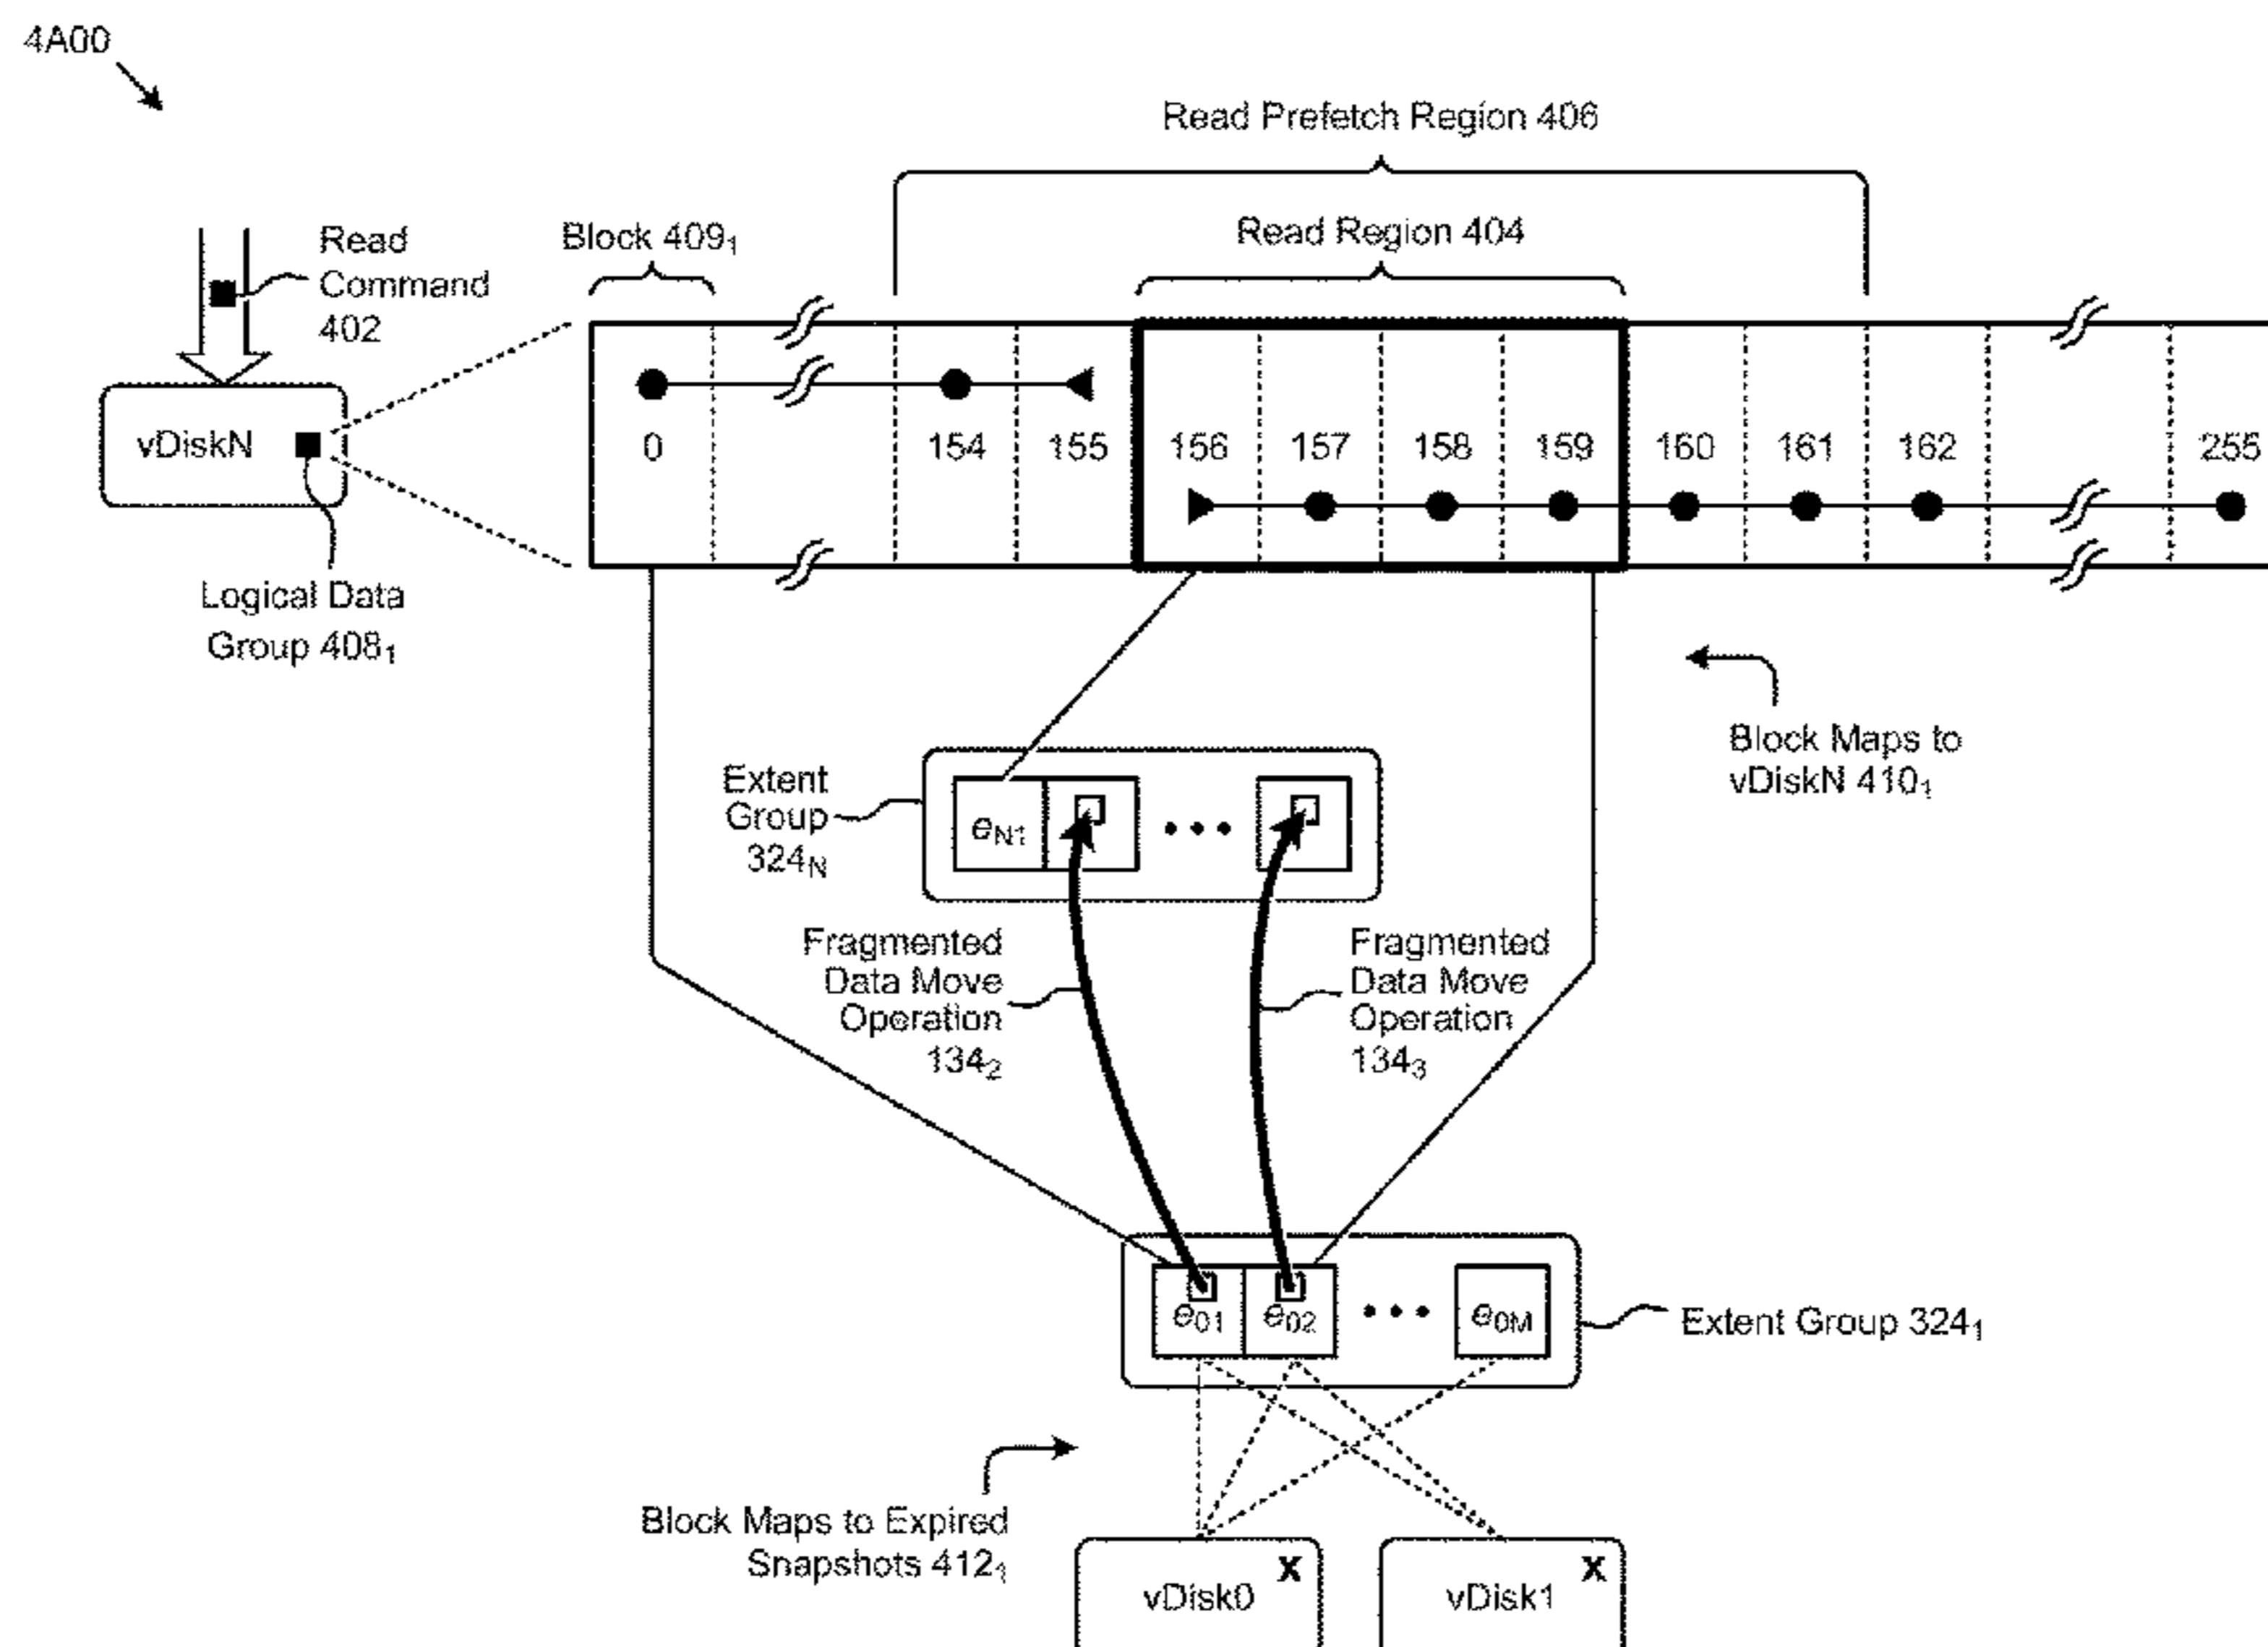 4A00
Read Prefetch Region 406
Read Region 404
Block 409₁
Read
Command
402
vDiskN
0 154 155 156 157 158 159 160 161 162 255
Logical Data
Group 408₁
Block Maps to
vDiskN 410₁
Extent
Group
324N
eN1
• • •
Fragmented
Data Move
Operation
134₂
Fragmented
Data Move
Operation
134₃
e01 e02 • • • e0M
Extent Group 324₁
Block Maps to Expired
Snapshots 412₁
vDisk0 X
vDisk1 X